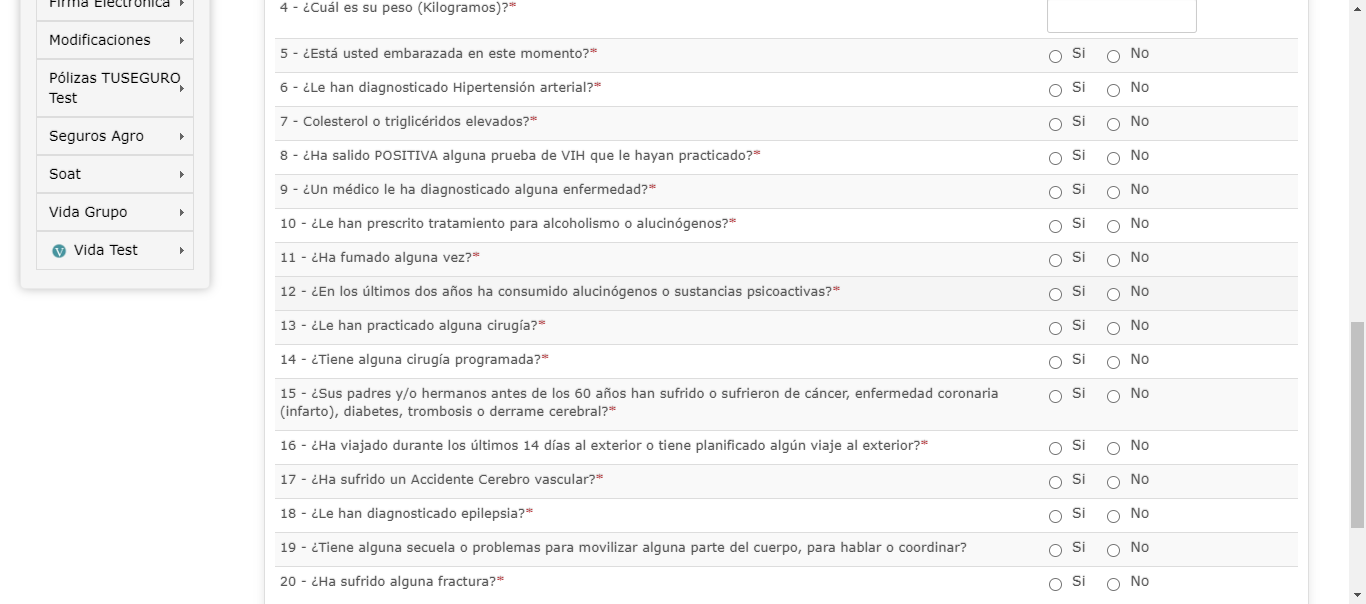 Firma Electrónica
Modificaciones
Pólizas TUSEGURO
Test
Seguros Agro
Soat
Vida Grupo
V Vida Test
4 - ¿Cuál es su peso (Kilogramos)?*
5 - ¿Está usted embarazada en este momento?* Si No
6 - ¿Le han diagnosticado Hipertensión arterial?* Si No
7 - Colesterol o triglicéridos elevados?* Si No
8 - ¿Ha salido POSITIVA alguna prueba de VIH que le hayan practicado?* Si No
9 - ¿Un médico le ha diagnosticado alguna enfermedad?* Si No
10 - ¿Le han prescrito tratamiento para alcoholismo o alucinógenos?* Si No
11 - ¿Ha fumado alguna vez?* Si No
12 - ¿En los últimos dos años ha consumido alucinógenos o sustancias psicoactivas?* Si No
13 - ¿Le han practicado alguna cirugía?* Si No
14 - ¿Tiene alguna cirugía programada?* Si No
15 - ¿Sus padres y/o hermanos antes de los 60 años han sufrido o sufrieron de cáncer, enfermedad coronaria Si No
(infarto), diabetes, trombosis o derrame cerebral?*
16 - ¿Ha viajado durante los últimos 14 días al exterior o tiene planificado algún viaje al exterior?* Si No
17 - ¿Ha sufrido un Accidente Cerebro vascular?* Si No
18 - ¿Le han diagnosticado epilepsia?* Si No
19 - ¿Tiene alguna secuela o problemas para movilizar alguna parte del cuerpo, para hablar o coordinar? Si No
20 - ¿Ha sufrido alguna fractura?* Si No